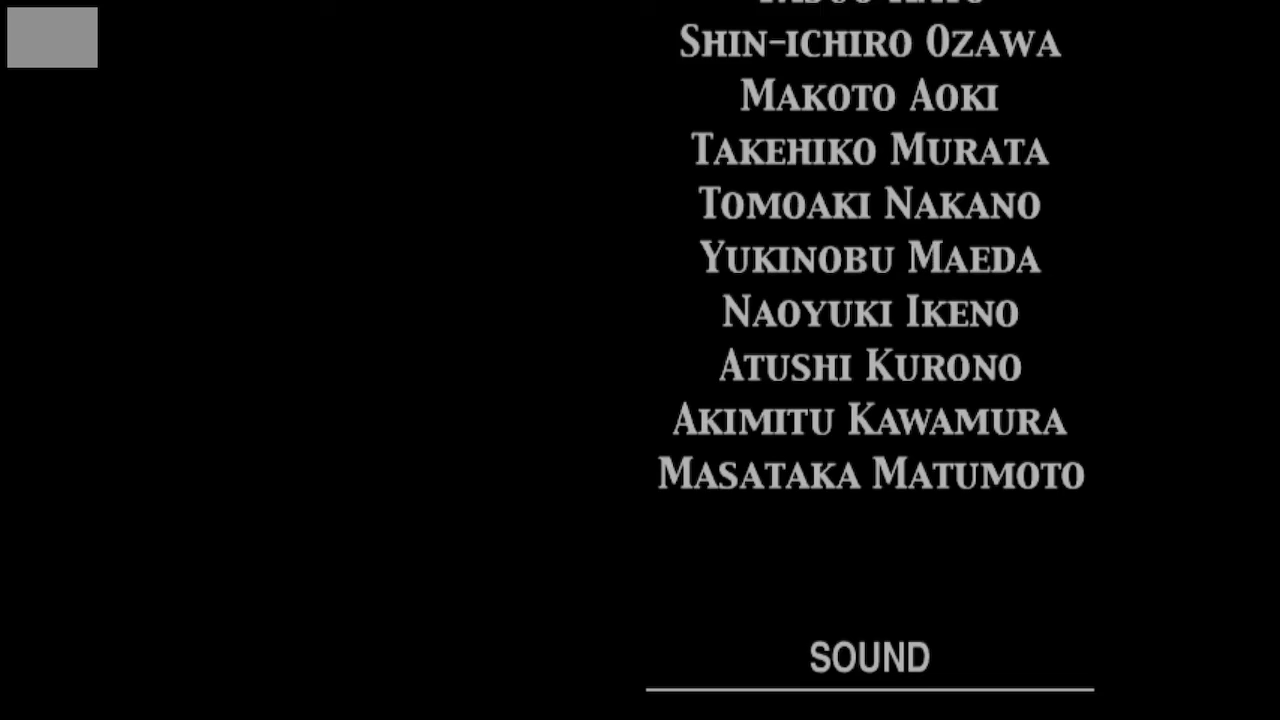 Shin-ichiro Ozawa
Makoto Aoki
Takehiko Murata
Tomoaki Nakano
Yukinobu Maeda
Naoyuki Ikeno
Atushi Kurono
Akimitu Kawamura
Masataka Matumoto
SOUND